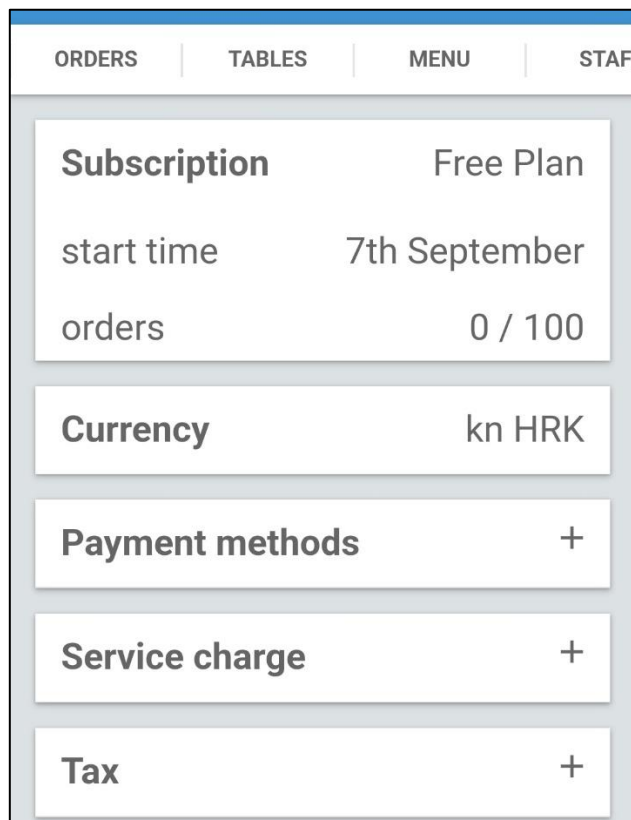 ORDERS TABLES MENU STAF
Subscription Free Plan
start time 7th September
orders 0 / 100
Currency kn HRK
Payment methods +
Service charge +
Tax +